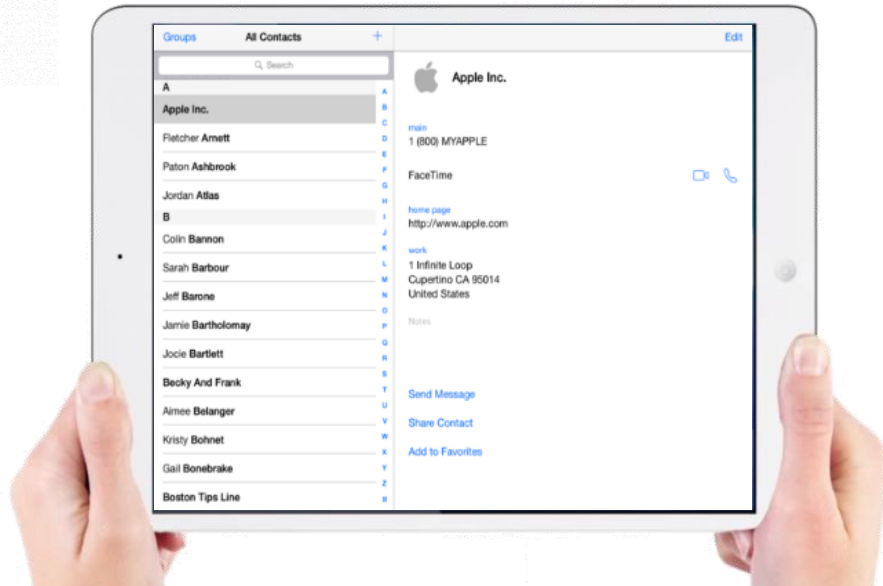 Groups
All Contacts
+
Search
A
Apple Inc.
Fletcher Arnett
Paton Ashbrook
Jordan Atlas
B
Colin Bannon
Sarah Barbour
Jeff Barone
Jamie Bartholomay
Jocie Bartlett
Becky And Frank
Aimee Belanger
Kristy Bohnet
Gail Bonebrake
Boston Tips Line
A
B
C
D
E
F
G
H
I
J
K
L
M
N
O
P
Q
R
S
T
U
V
W
X
Y
Z
#
Edit
Apple Inc.
main
1 (800) MYAPPLE
FaceTime
home page
http://www.apple.com
work
1 Infinite Loop
Cupertino CA 95014
United States
Notes
Send Message
Share Contact
Add to Favorites